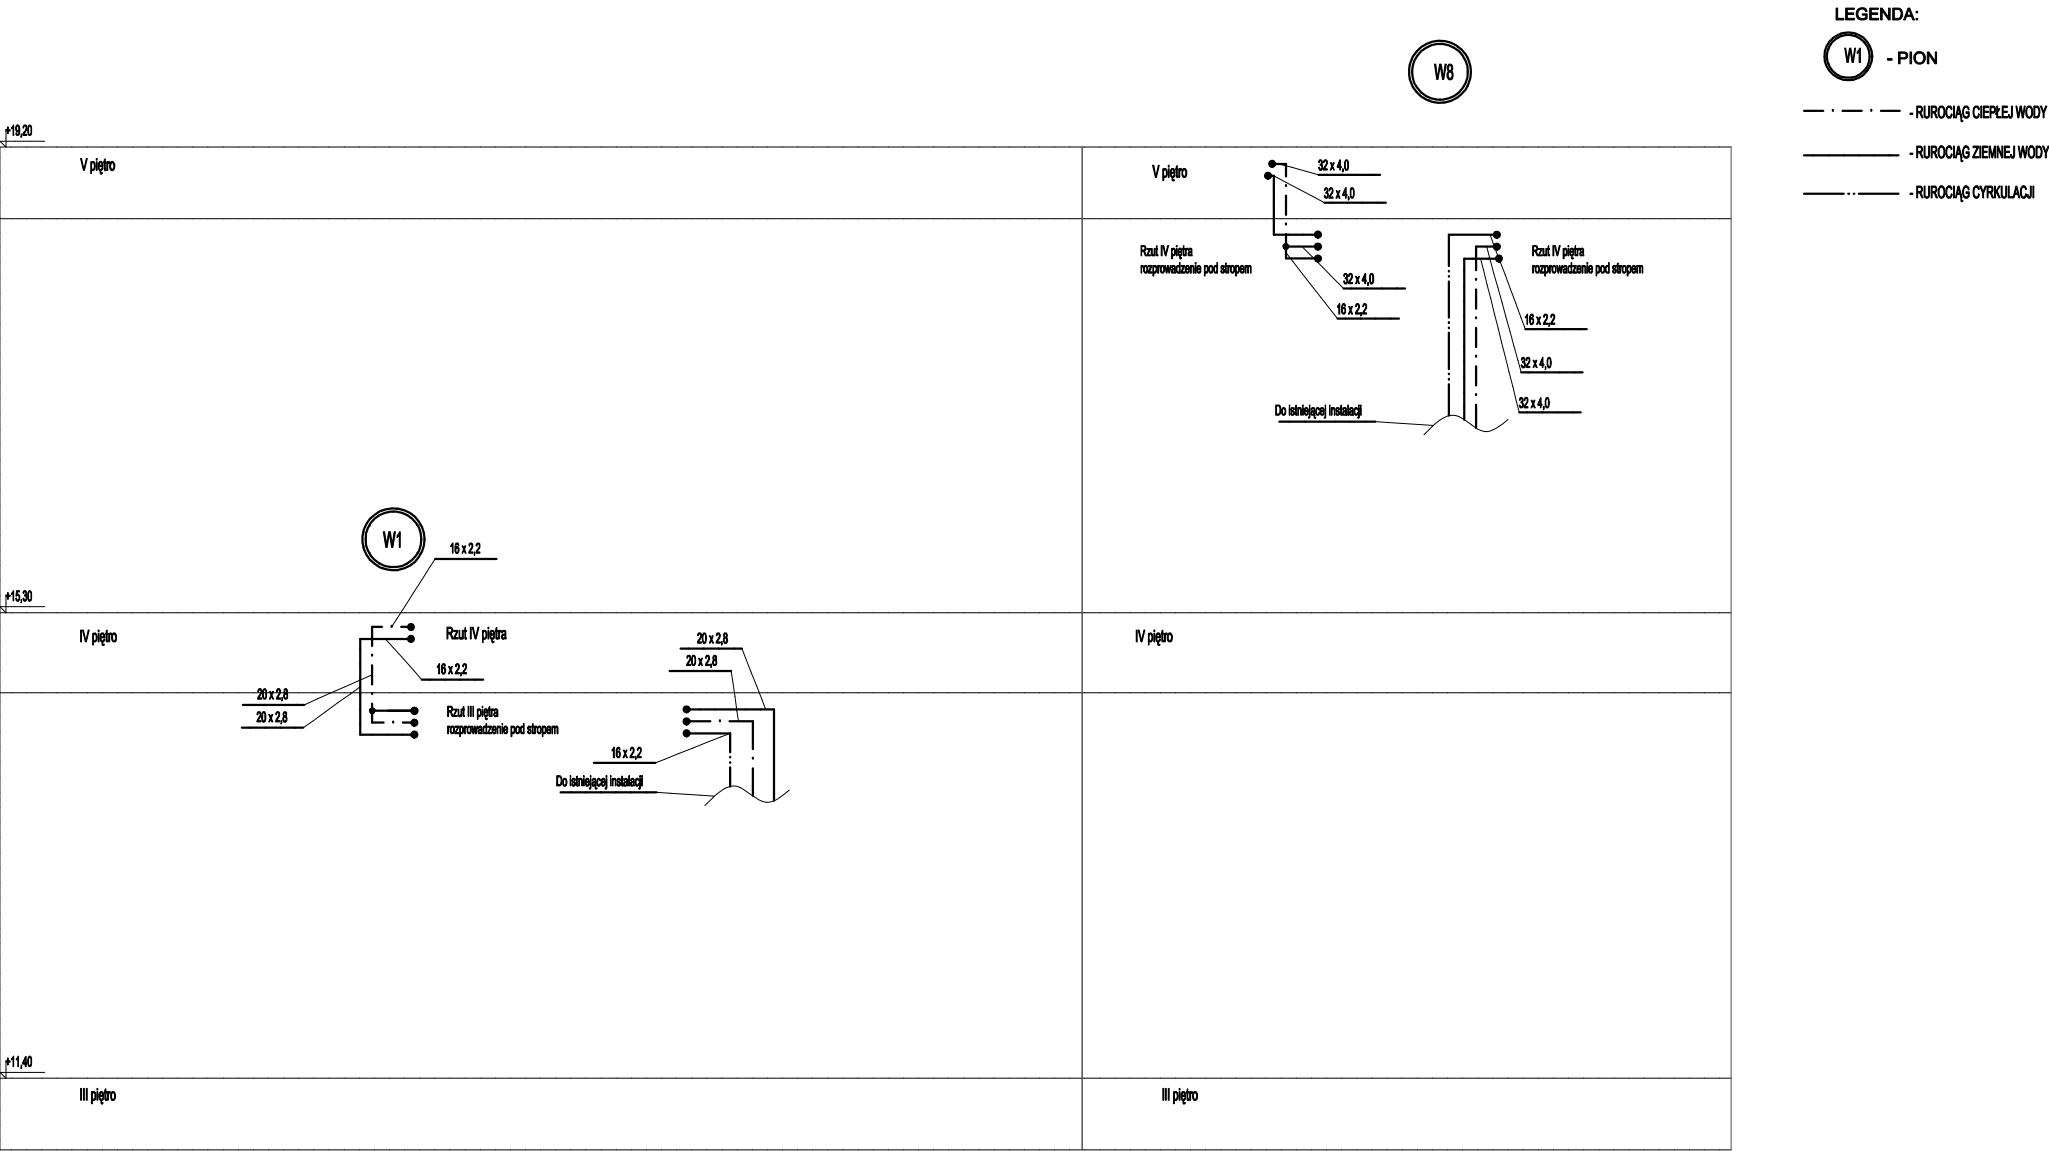 LEGENDA:
W1 - PION
- RUROCIĄG CIEPŁEJ WODY
- RUROCIĄG ZIEMNEJ WODY
- RUROCIĄG CYRKULACJI
W8
+19,20
V piętro
V piętro
32 x 4,0
32 x 4,0
Rzut IV piętra
rozprowadzenie pod stropem
32 x 4,0
16 x 2,2
Rzut IV piętra
rozprowadzenie pod stropem
16 x 2,2
32 x 4,0
32 x 4,0
Do istniejącej instalacji
W1
16 x 2,2
+15,30
IV piętro
Rzut IV piętra
16 x 2,2
20 x 2,8
20 x 2,8
Rzut III piętra
rozprowadzenie pod stropem
20 x 2,8
20 x 2,8
16 x 2,2
Do istniejącej instalacji
IV piętro
+11,40
III piętro
III piętro